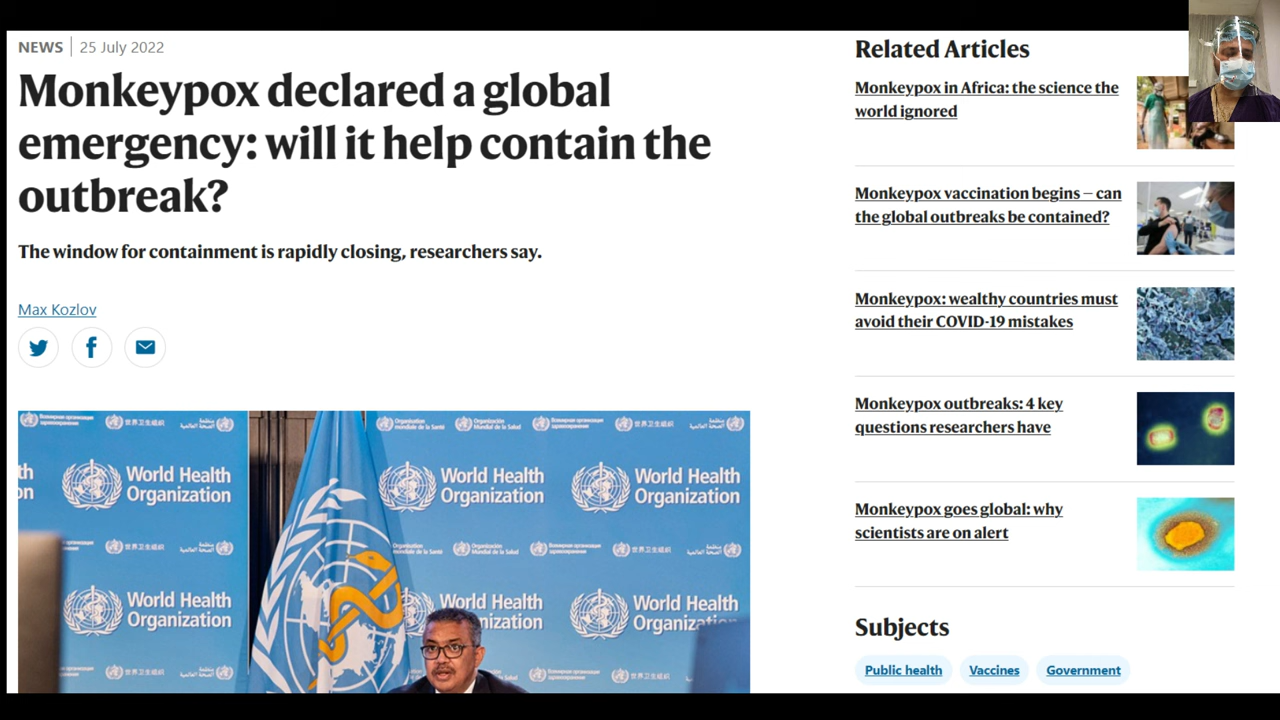 NEWS | 25 July 2022
Monkeypox declared a global
emergency: will it help contain the
outbreak?
The window for containment is rapidly closing, researchers say.
Max Kozlov
World Health
Organization
World Health
Organization
World Health
Organization
World Health
Organization
World Health
Organization
Related Articles
Monkeypox in Africa: the science the
world ignored
Monkeypox vaccination begins – can
the global outbreaks be contained?
Monkeypox: wealthy countries must
avoid their COVID-19 mistakes
Monkeypox outbreaks: 4 key
questions researchers have
Monkeypox goes global: why
scientists are on alert
Subjects
Public health
Vaccines
Government